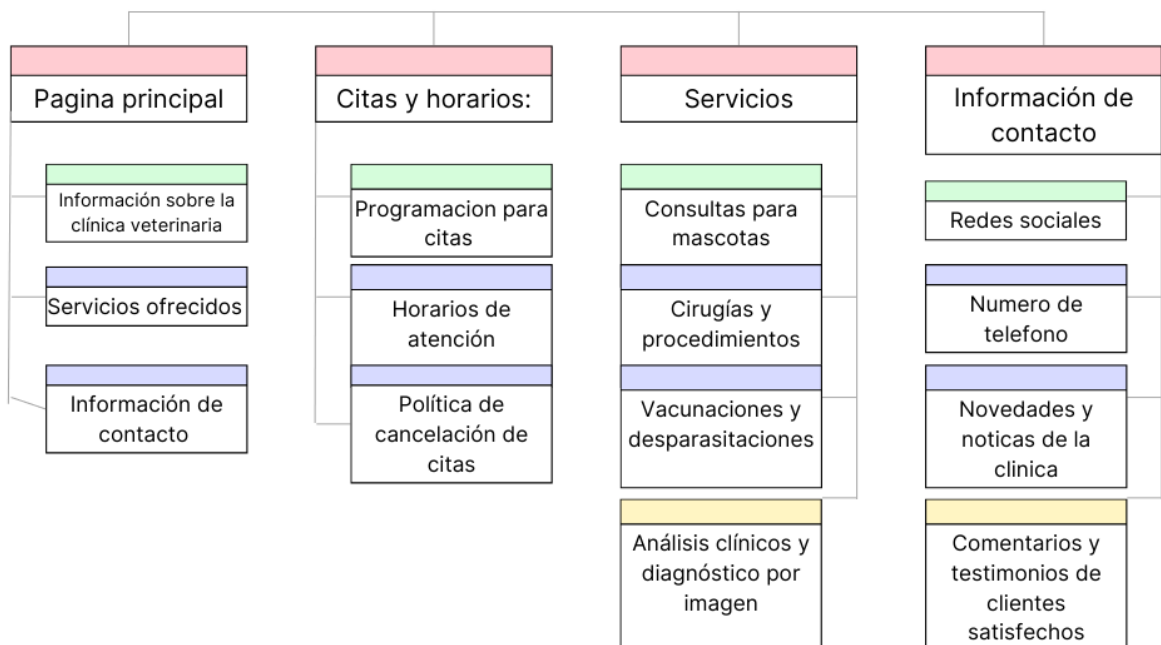 Pagina principal
Información sobre la
clínica veterinaria
Servicios ofrecidos
Información de
contacto
Citas y horarios:
Programacion para
citas
Horarios de
atención
Política de
cancelación de
citas
Servicios
Consultas para
mascotas
Cirugías y
procedimientos
Vacunaciones y
desparasitaciones
Análisis clínicos y
diagnóstico por
imagen
Información de
contacto
Redes sociales
Numero de
telefono
Novedades y
noticas de la
clinica
Comentarios y
testimonios de
clientes
satisfechos